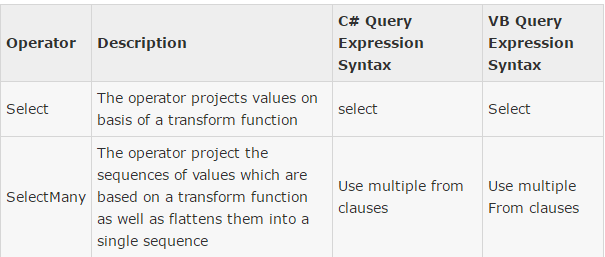 Operator
Description
C# Query
Expression
Syntax
VB Query
Expression
Syntax
Select
The operator projects values on
basis of a transform function
select
Select
SelectMany
The operator project the
sequences of values which are
based on a transform function
as well as flattens them into a
single sequence
Use multiple from
clauses
Use multiple
From clauses